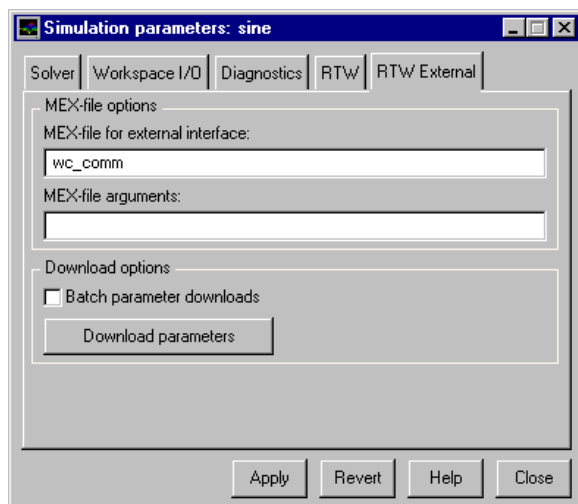 Simulation parameters: sine
Solver Workspace I/O Diagnostics RTW RTW External
MEX-file options
MEX-file for external interface:
wc_comm
MEX-file arguments:
Download options
Batch parameter downloads
Download parameters
Apply Revert Help Close